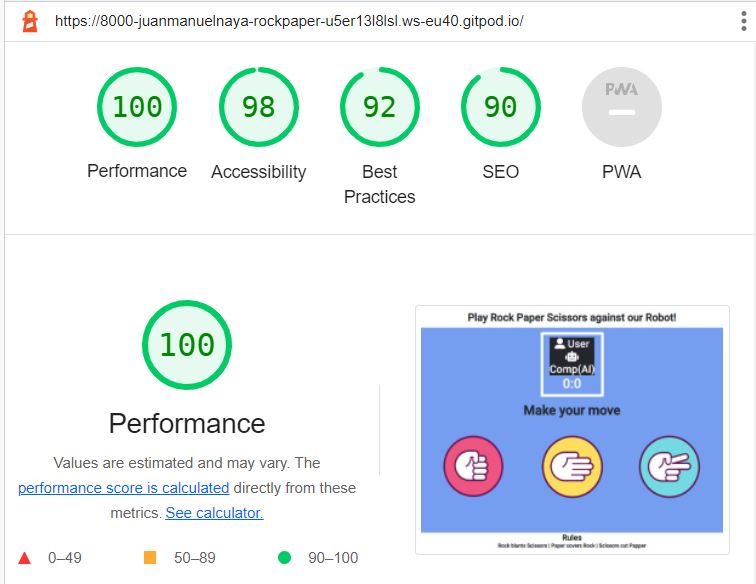 https://8000-juanmanuelnaya-rockpaper-u5er13l8lsl.ws-eu40.gitpod.io/
100
98
92
90
PWA
Performance
Accessibility
Best
Practices
SEO
PWA
100
Performance
Values are estimated and may vary. The
performance score is calculated directly from these
metrics. See calculator.
0–49
50–89
90–100
Play Rock Paper Scissors against our Robot!
User
Comp(AI)
0:0
Make your move
Rules
Rock blunts Scissors | Paper covers Rock | Scissors cut Papper